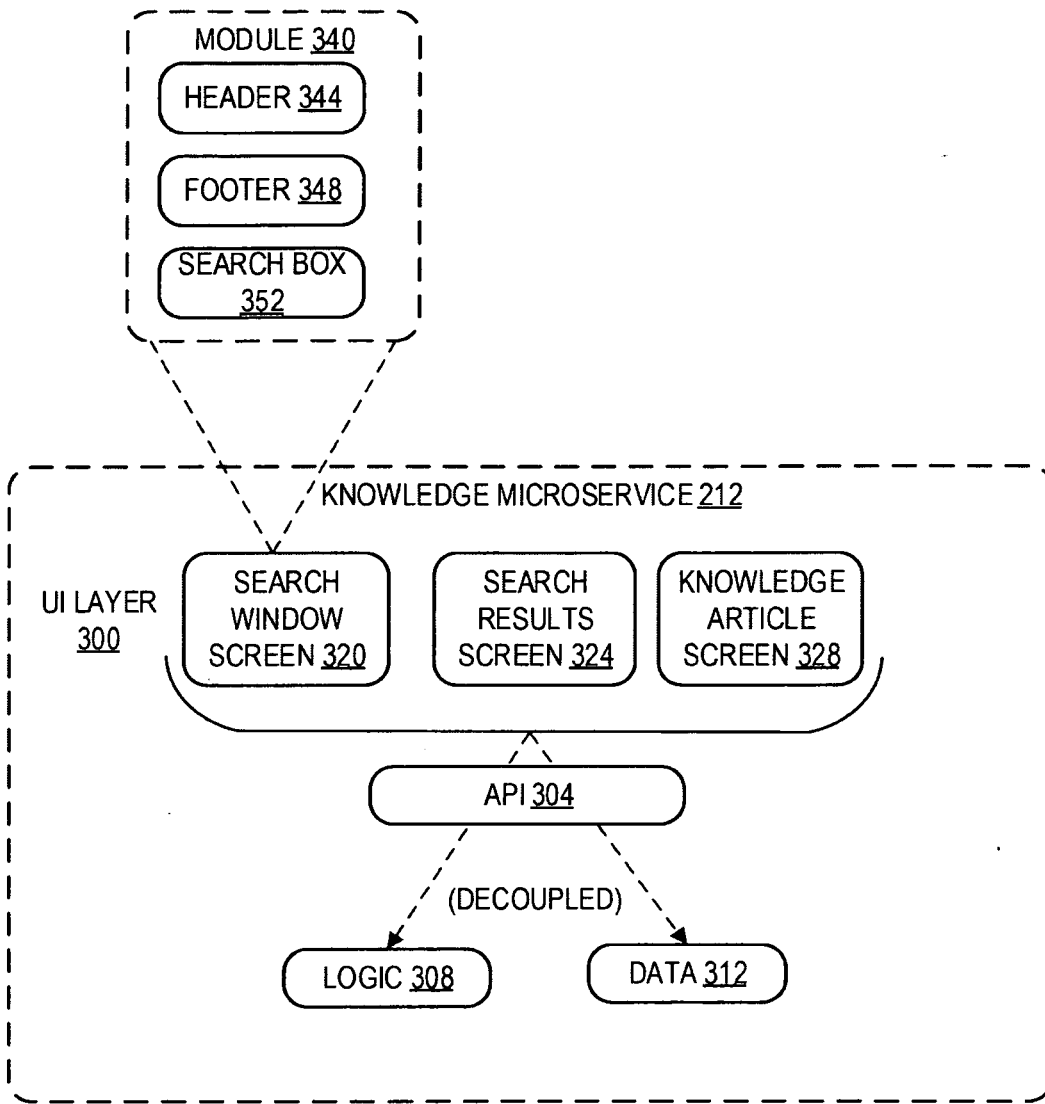 MODULE 340
HEADER 344
FOOTER 348
SEARCH BOX
352
KNOWLEDGE MICROSERVICE 212
UI LAYER
300
SEARCH
WINDOW
SCREEN 320
SEARCH
RESULTS
SCREEN 324
KNOWLEDGE
ARTICLE
SCREEN 328
API 304
(DECOUPLED)
LOGIC 308
DATA 312